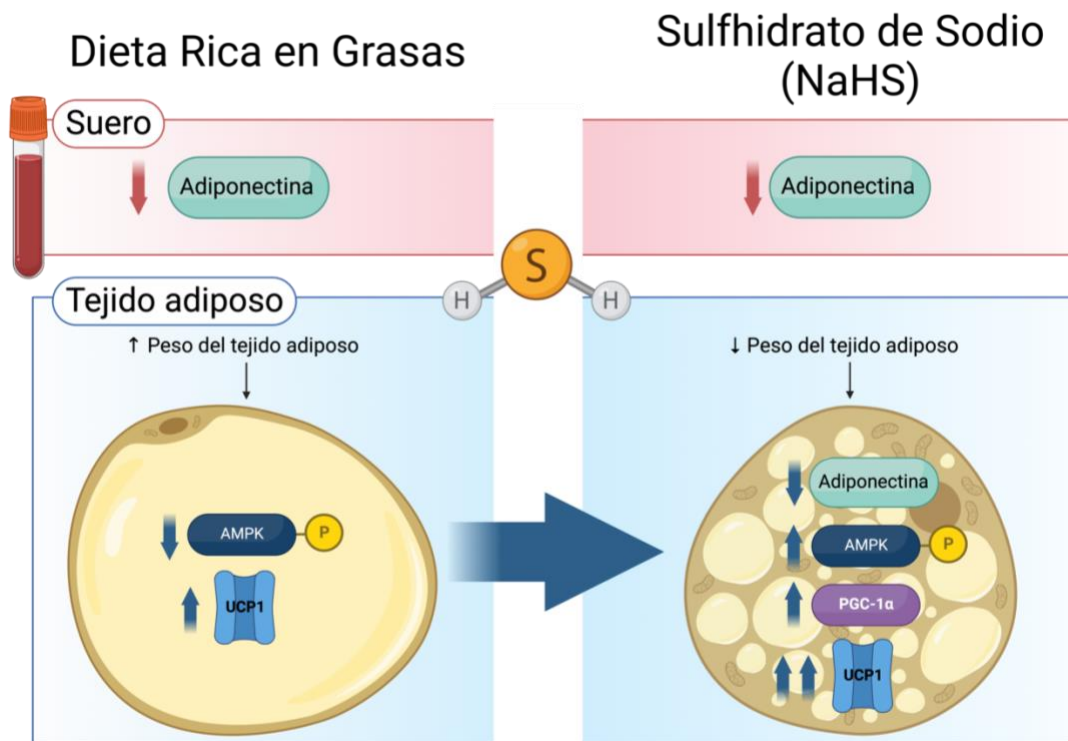 Dieta Rica en Grasas
Sulfhidrato de Sodio
(NaHS)
Suero
Adiponectina
Adiponectina
S
H
H
Tejido adiposo
↑ Peso del tejido adiposo
↓ Peso del tejido adiposo
AMPK
P
UCP1
Adiponectina
AMPK
P
PGC-1α
UCP1